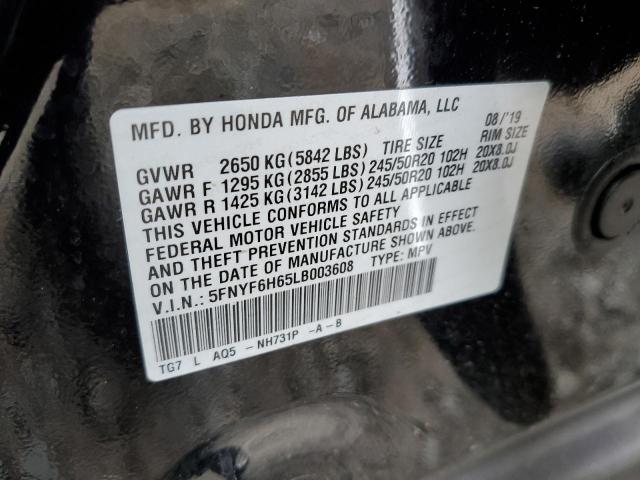 MFD. BY HONDA MFG. OF ALABAMA, LLC 08/'19
TIRE SIZE RIM SIZE
GVWR 2650 KG (5842 LBS)
GAWR F 1295 KG (2855 LBS) 245/50R20 102H 20X8.0J
GAWR R 1425 KG (3142 LBS) 245/50R20 102H 20X8.0J
THIS VEHICLE CONFORMS TO ALL APPLICABLE
FEDERAL MOTOR VEHICLE SAFETY
AND THEFT PREVENTION STANDARDS IN EFFECT
ON THE DATE OF MANUFACTURE SHOWN ABOVE.
V.I.N.: 5FNYF6H65LB003608 TYPE: MPV
TG7 L AQ5 -NH731P -A-B